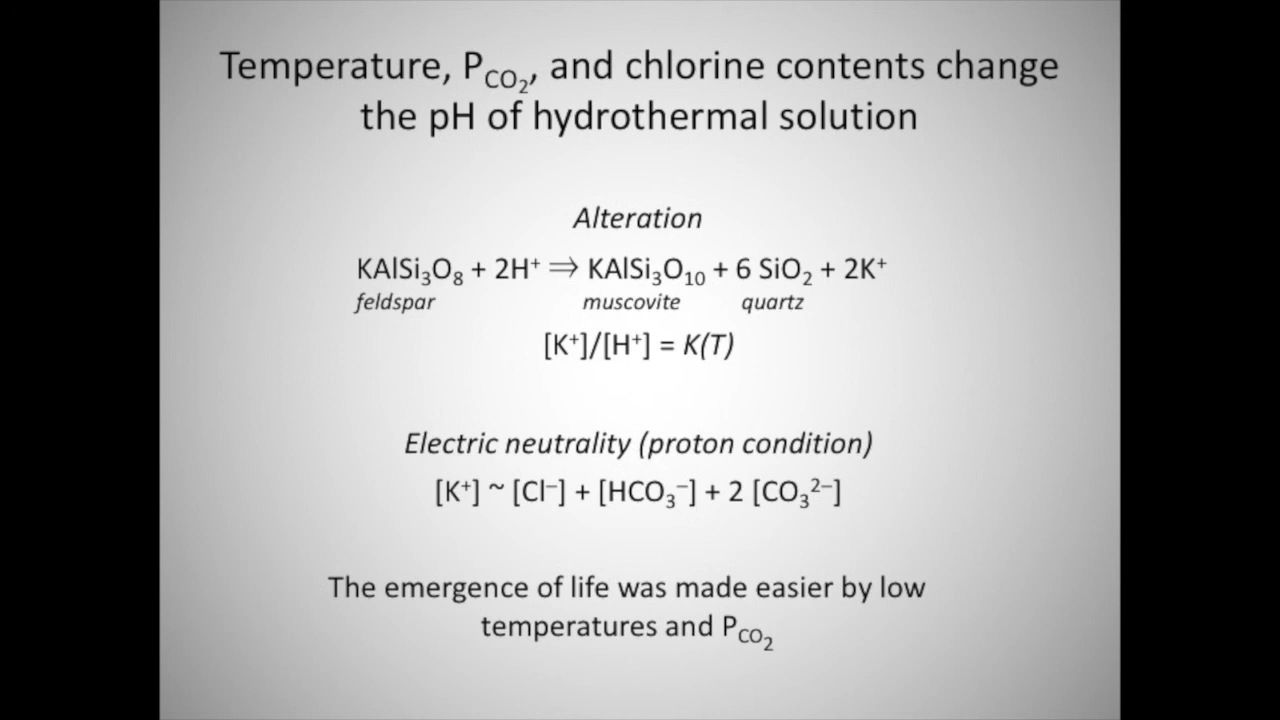 Temperature, P_CO₂, and chlorine contents change
the pH of hydrothermal solution
Alteration
KAlSi₃O₈ + 2H⁺ ⇒ KAlSi₃O₁₀ + 6 SiO₂ + 2K⁺
feldspar muscovite quartz
[K⁺]/[H⁺] = K(T)
Electric neutrality (proton condition)
[K⁺] ~ [Cl⁻] + [HCO₃⁻] + 2 [CO₃²⁻]
The emergence of life was made easier by low
temperatures and P_CO₂